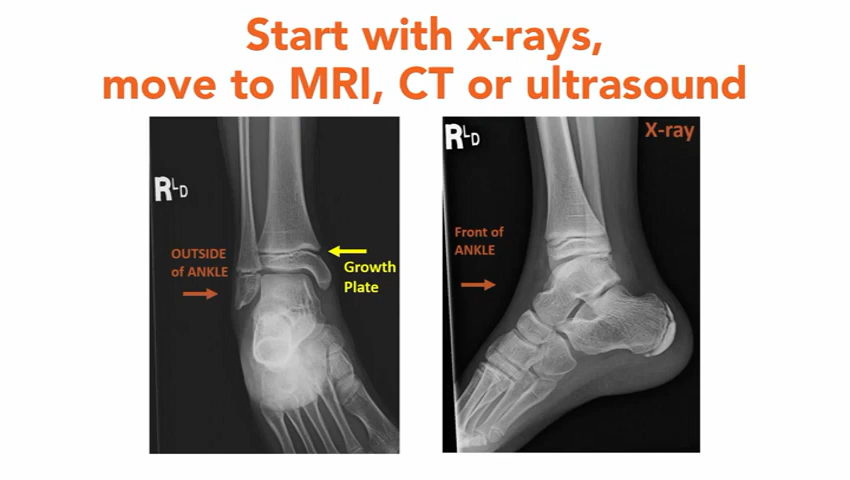 Start with x-rays,
move to MRI, CT or ultrasound
RLD
OUTSIDE
of ANKLE
Growth
Plate
RLD
X-ray
Front of
ANKLE